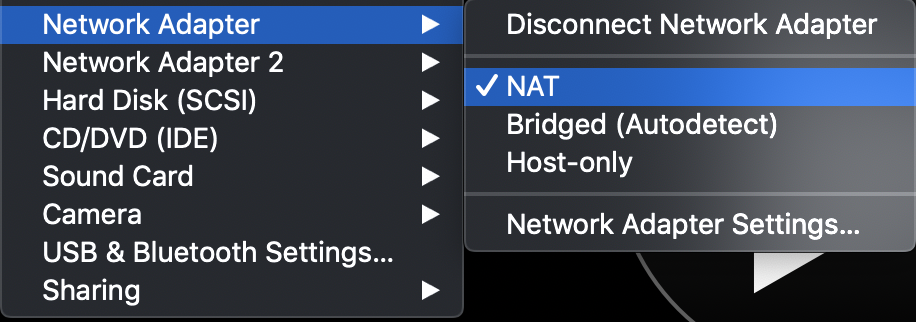 Network Adapter
Network Adapter 2
Hard Disk (SCSI)
CD/DVD (IDE)
Sound Card
Camera
USB & Bluetooth Settings...
Sharing
Disconnect Network Adapter
NAT
Bridged (Autodetect)
Host-only
Network Adapter Settings...